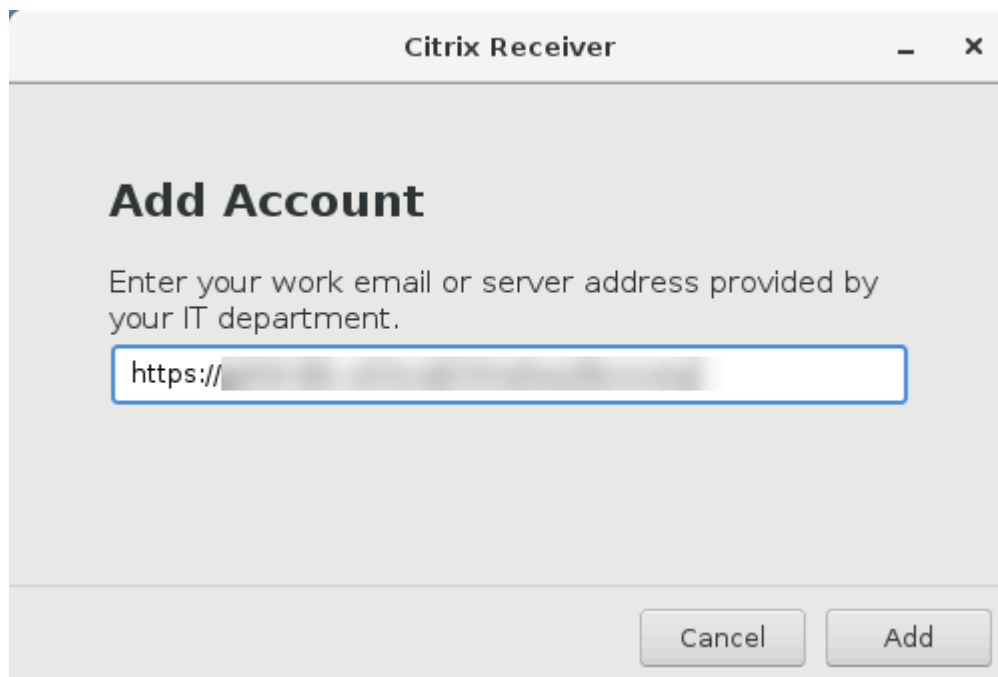 Citrix Receiver
Add Account
Enter your work email or server address provided by
your IT department.
https://
Cancel
Add